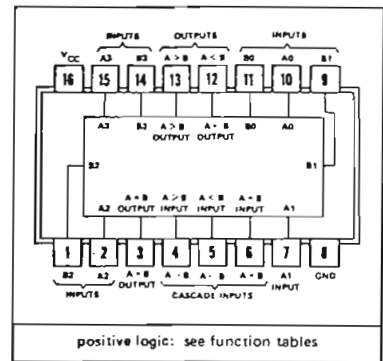 INPUTS OUTPUTS INPUTS
VCC A3 B3 A > B A < B B0 A0 B1
16 15 14 13 12 11 10 9
A3 B3 A > B OUTPUT B0 A0
OUTPUT
B2 B1
A2 A = B A > B A < B A = B A1
OUTPUT INPUT INPUT INPUT
1 2 3 4 5 6 7 8
B2 A2 A = B A B A B A = B A1 GND
INPUTS OUTPUT CASCADE INPUTS INPUT
positive logic: see function tables